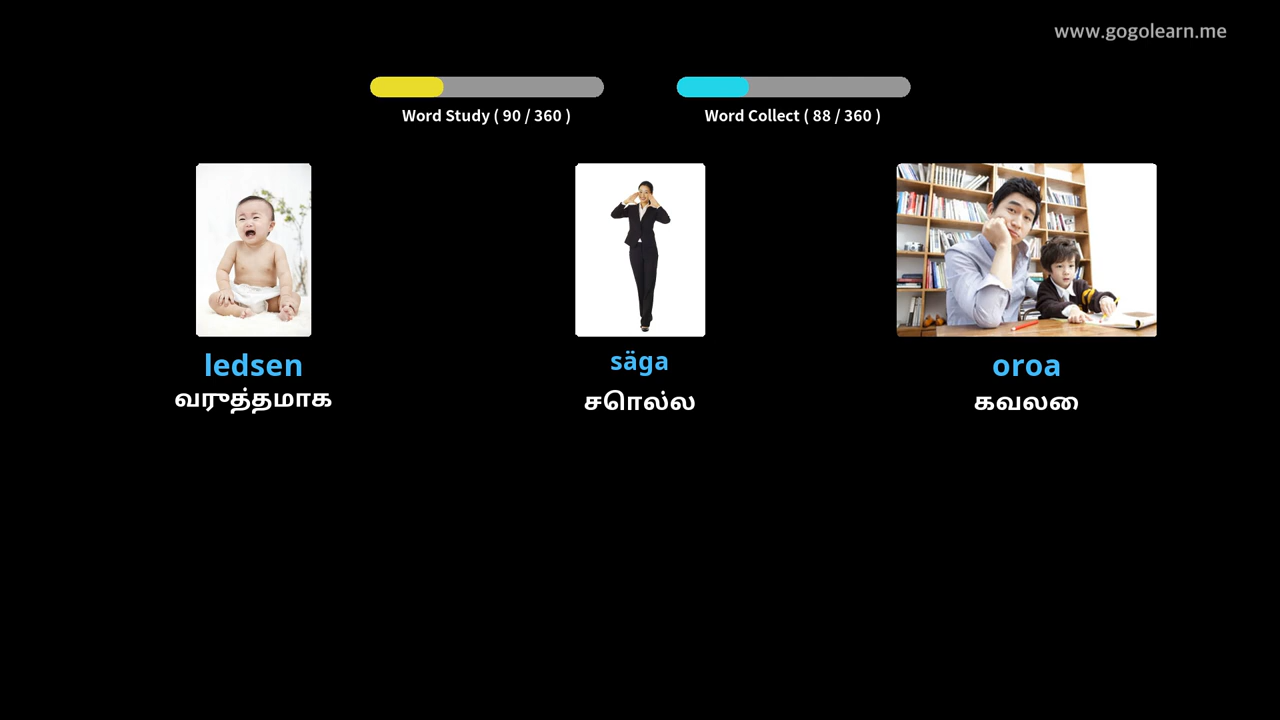 www.gogolearn.me
Word Study ( 90 / 360 )
Word Collect ( 88 / 360 )
ledsen
வருத்தமாக
säga
சொல்ல
oroa
கவலை